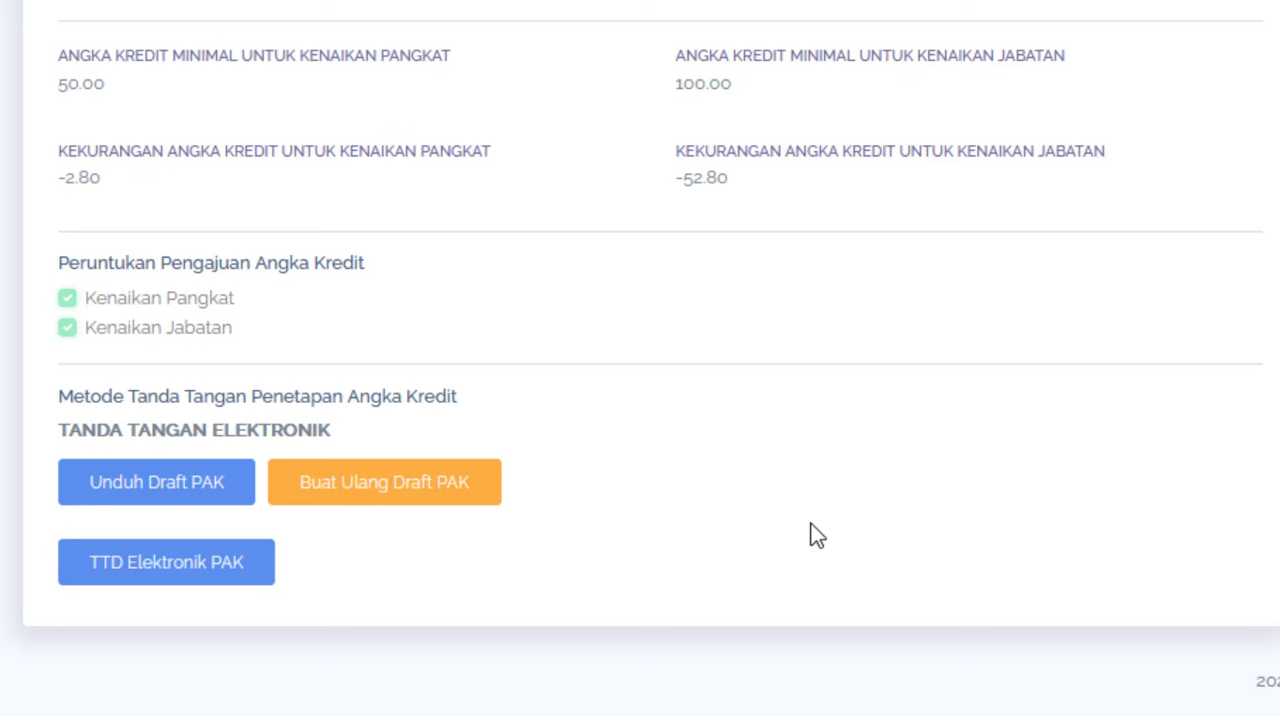 ANGKA KREDIT MINIMAL UNTUK KENAIKAN PANGKAT
50.00
ANGKA KREDIT MINIMAL UNTUK KENAIKAN JABATAN
100.00
KEKURANGAN ANGKA KREDIT UNTUK KENAIKAN PANGKAT
-2.80
KEKURANGAN ANGKA KREDIT UNTUK KENAIKAN JABATAN
-52.80
Peruntukan Pengajuan Angka Kredit
Kenaikan Pangkat
Kenaikan Jabatan
Metode Tanda Tangan Penetapan Angka Kredit
TANDA TANGAN ELEKTRONIK
Unduh Draft PAK
Buat Ulang Draft PAK
TTD Elektronik PAK